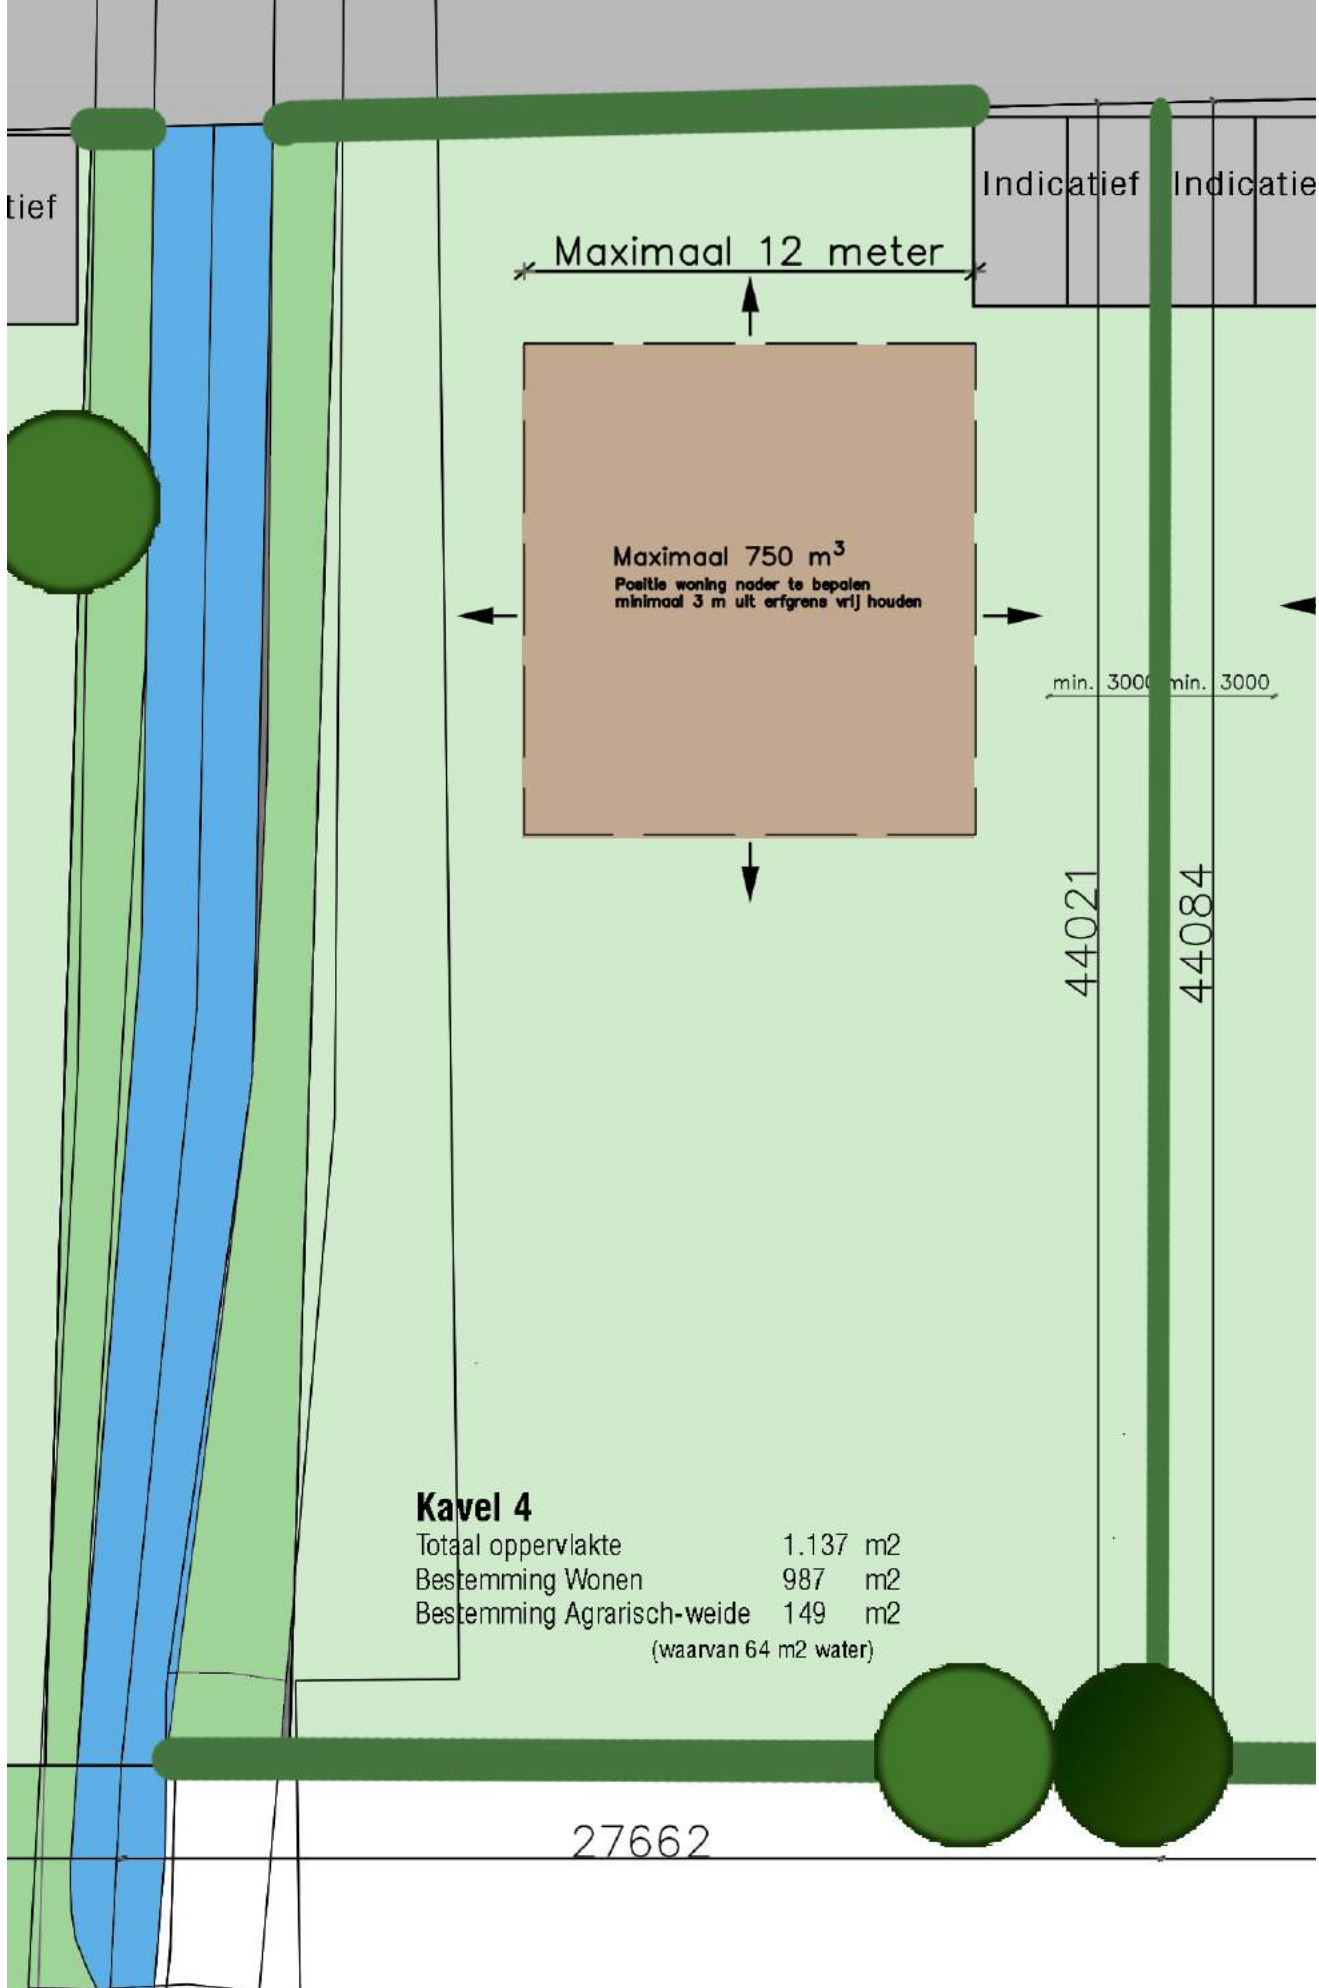 Indicatief
Indicatie
tief
Maximaal 12 meter
Maximaal 750 m³
Positie woning nader te bepalen
minimaal 3 m uit erfgrens vrij houden
min. 3000 min. 3000
44021
44084
Kavel 4
Totaal oppervlakte 1.137 m2
Bestemming Wonen 987 m2
Bestemming Agrarisch-weide 149 m2
(waarvan 64 m2 water)
27662